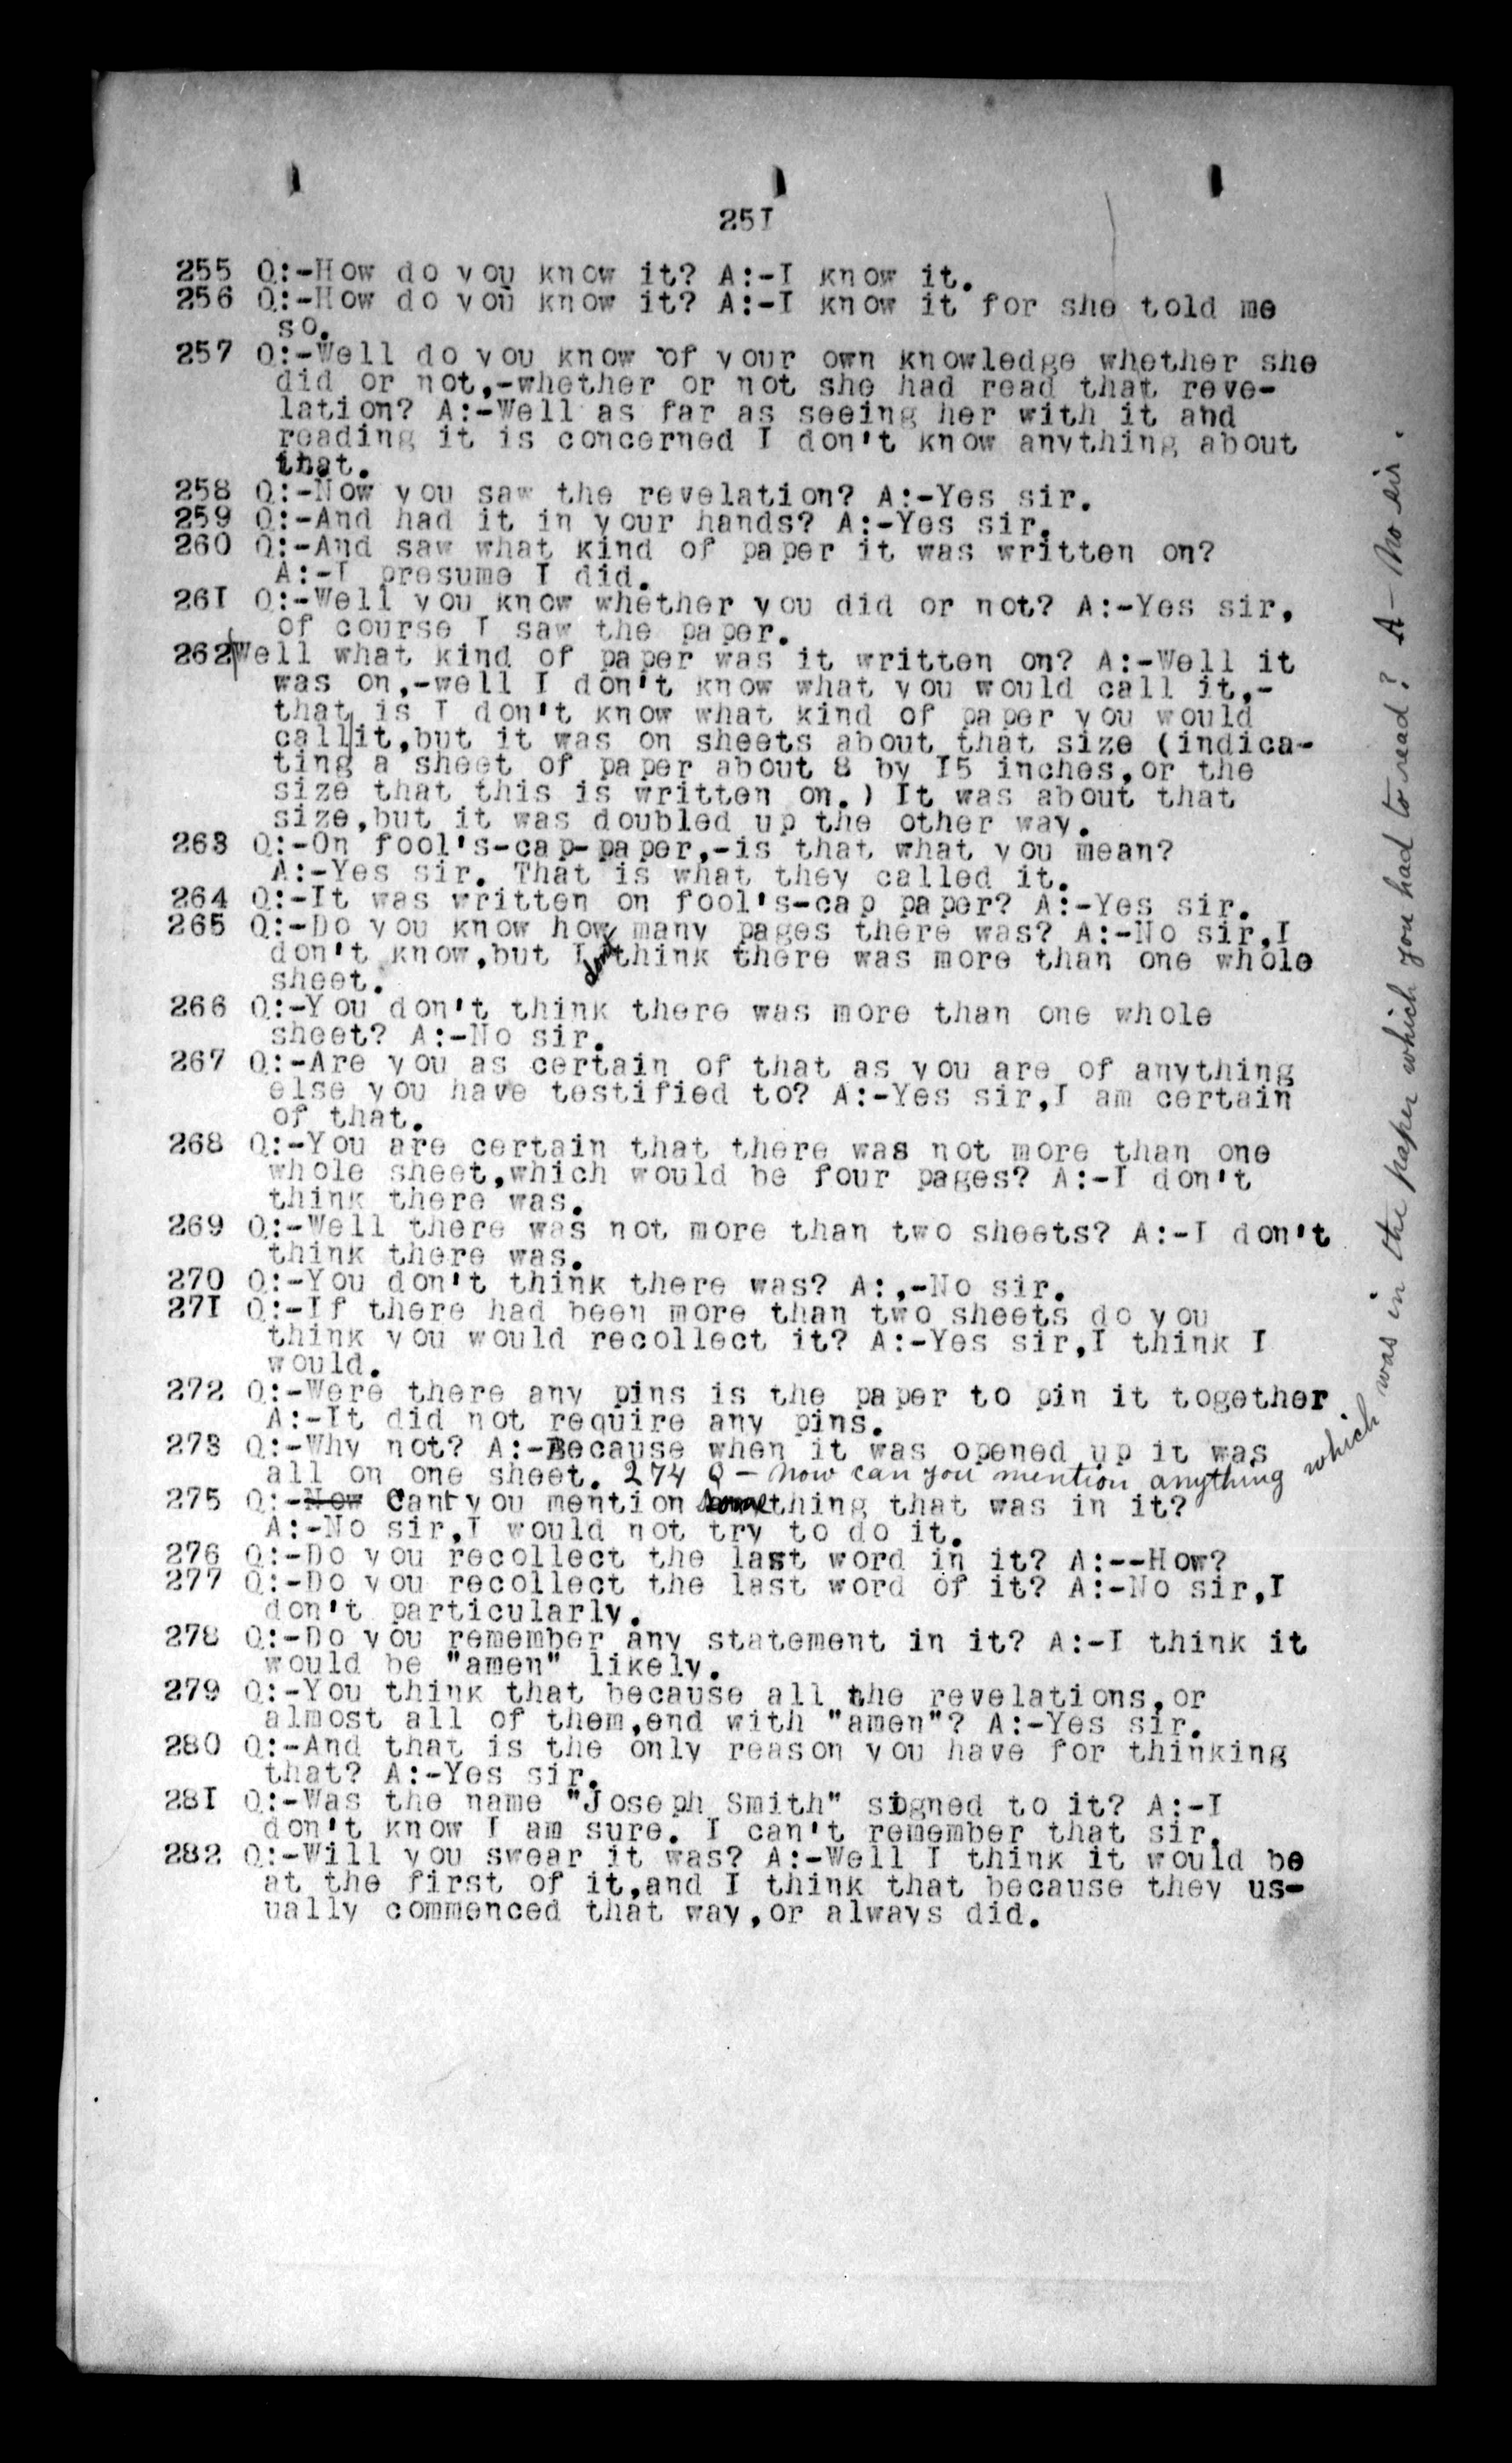 251
255 Q:-How do you know it? A:-I know it.
256 Q:-How do you know it? A:-I know it for she told me
so.
257 Q:-Well do you know of your own knowledge whether she
did or not,-whether or not she had read that reve-
lation? A:-Well as far as seeing her with it and
reading it is concerned I don't know anything about
that.
258 Q:-Now you saw the revelation? A:-Yes sir.
259 Q:-And had it in your hands? A:-Yes sir.
260 Q:-And saw what kind of paper it was written on?
A:-I presume I did.
261 Q:-Well you know whether you did or not? A:-Yes sir,
of course I saw the paper.
262 Well what kind of paper was it written on? A:-Well it
was on,-well I don't know what you would call it,-
that is I don't know what kind of paper you would
call it,but it was on sheets about that size (indica-
ting a sheet of paper about 8 by 15 inches,or the
size that this is written on.) It was about that
size,but it was doubled up the other way.
263 Q:-On fool's-cap-paper,-is that what you mean?
A:-Yes sir. That is what they called it.
264 Q:-It was written on fool's-cap paper? A:-Yes sir.
265 Q:-Do you know how many pages there was? A:-No sir,I
don't know,but I don't think there was more than one whole
sheet.
266 Q:-You don't think there was more than one whole
sheet? A:-No sir.
267 Q:-Are you as certain of that as you are of anything
else you have testified to? A:-Yes sir,I am certain
of that.
268 Q:-You are certain that there was not more than one
whole sheet,which would be four pages? A:-I don't
think there was.
269 Q:-Well there was not more than two sheets? A:-I don't
think there was.
270 Q:-You don't think there was? A:,-No sir.
271 Q:-If there had been more than two sheets do you
think you would recollect it? A:-Yes sir,I think I
would.
272 Q:-Were there any pins is the paper to pin it together
A:-It did not require any pins.
273 Q:-Why not? A:-Because when it was opened up it was
all on one sheet. 274 Q - Now can you mention anything which was in the paper which you had to read? A - No sir.
275 Q:-Now Can't you mention something that was in it?
A:-No sir,I would not try to do it.
276 Q:-Do you recollect the last word in it? A:--How?
277 Q:-Do you recollect the last word of it? A:-No sir,I
don't particularly.
278 Q:-Do you remember any statement in it? A:-I think it
would be "amen" likely.
279 Q:-You think that because all the revelations,or
almost all of them,end with "amen"? A:-Yes sir.
280 Q:-And that is the only reason you have for thinking
that? A:-Yes sir.
281 Q:-Was the name "Joseph Smith" signed to it? A:-I
don't know I am sure. I can't remember that sir.
282 Q:-Will you swear it was? A:-Well I think it would be
at the first of it,and I think that because they us-
ually commenced that way,or always did.